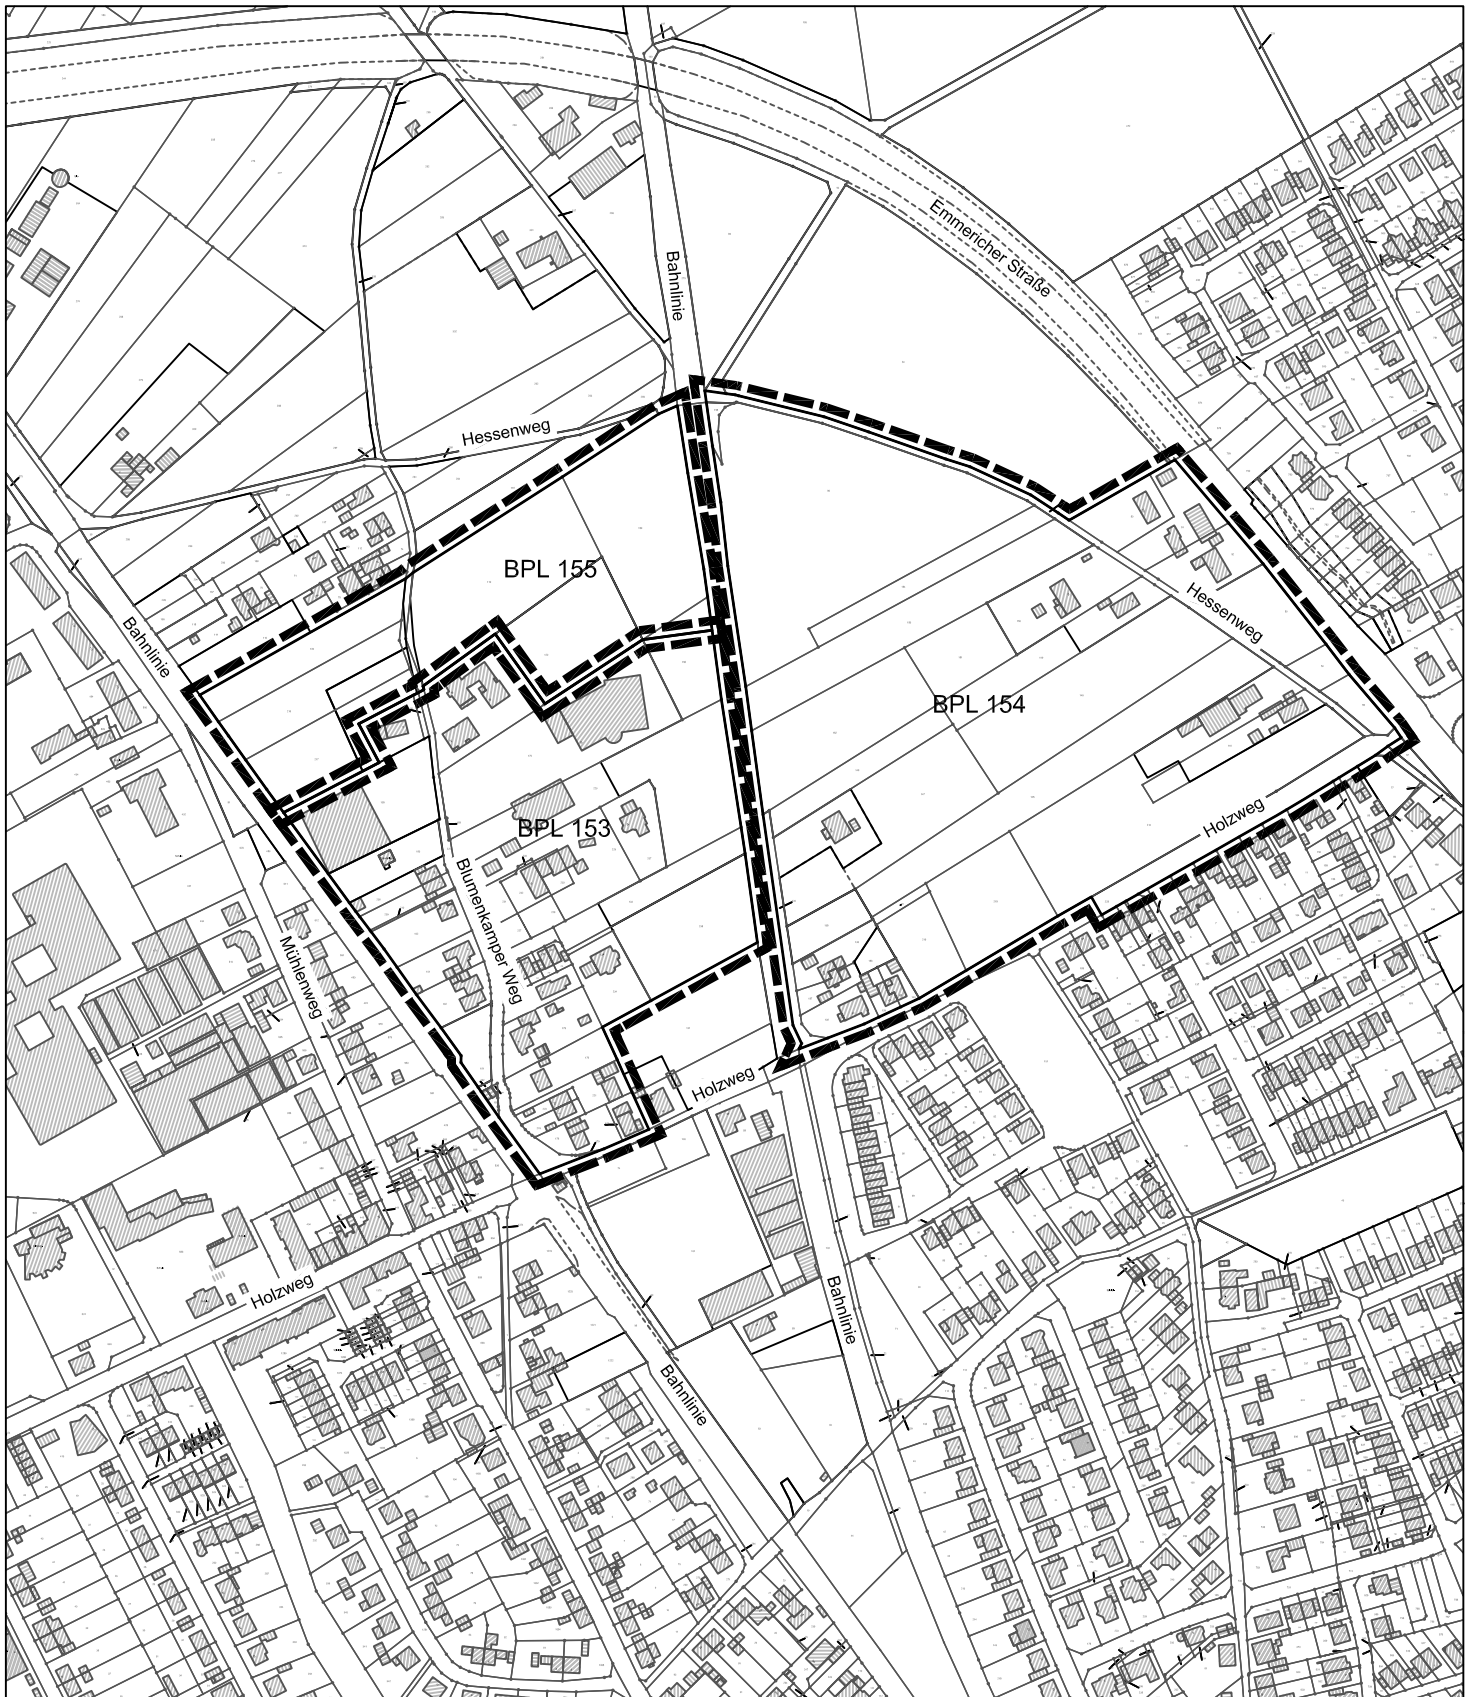 Emmericher Straße
Bahnlinie
Hessenweg
BPL 155
Hessenweg
Bahnlinie
BPL 154
BPL 153
Holzweg
Blumenkamper Weg
Mühlenweg
Holzweg
Holzweg
Bahnlinie
Bahnlinie